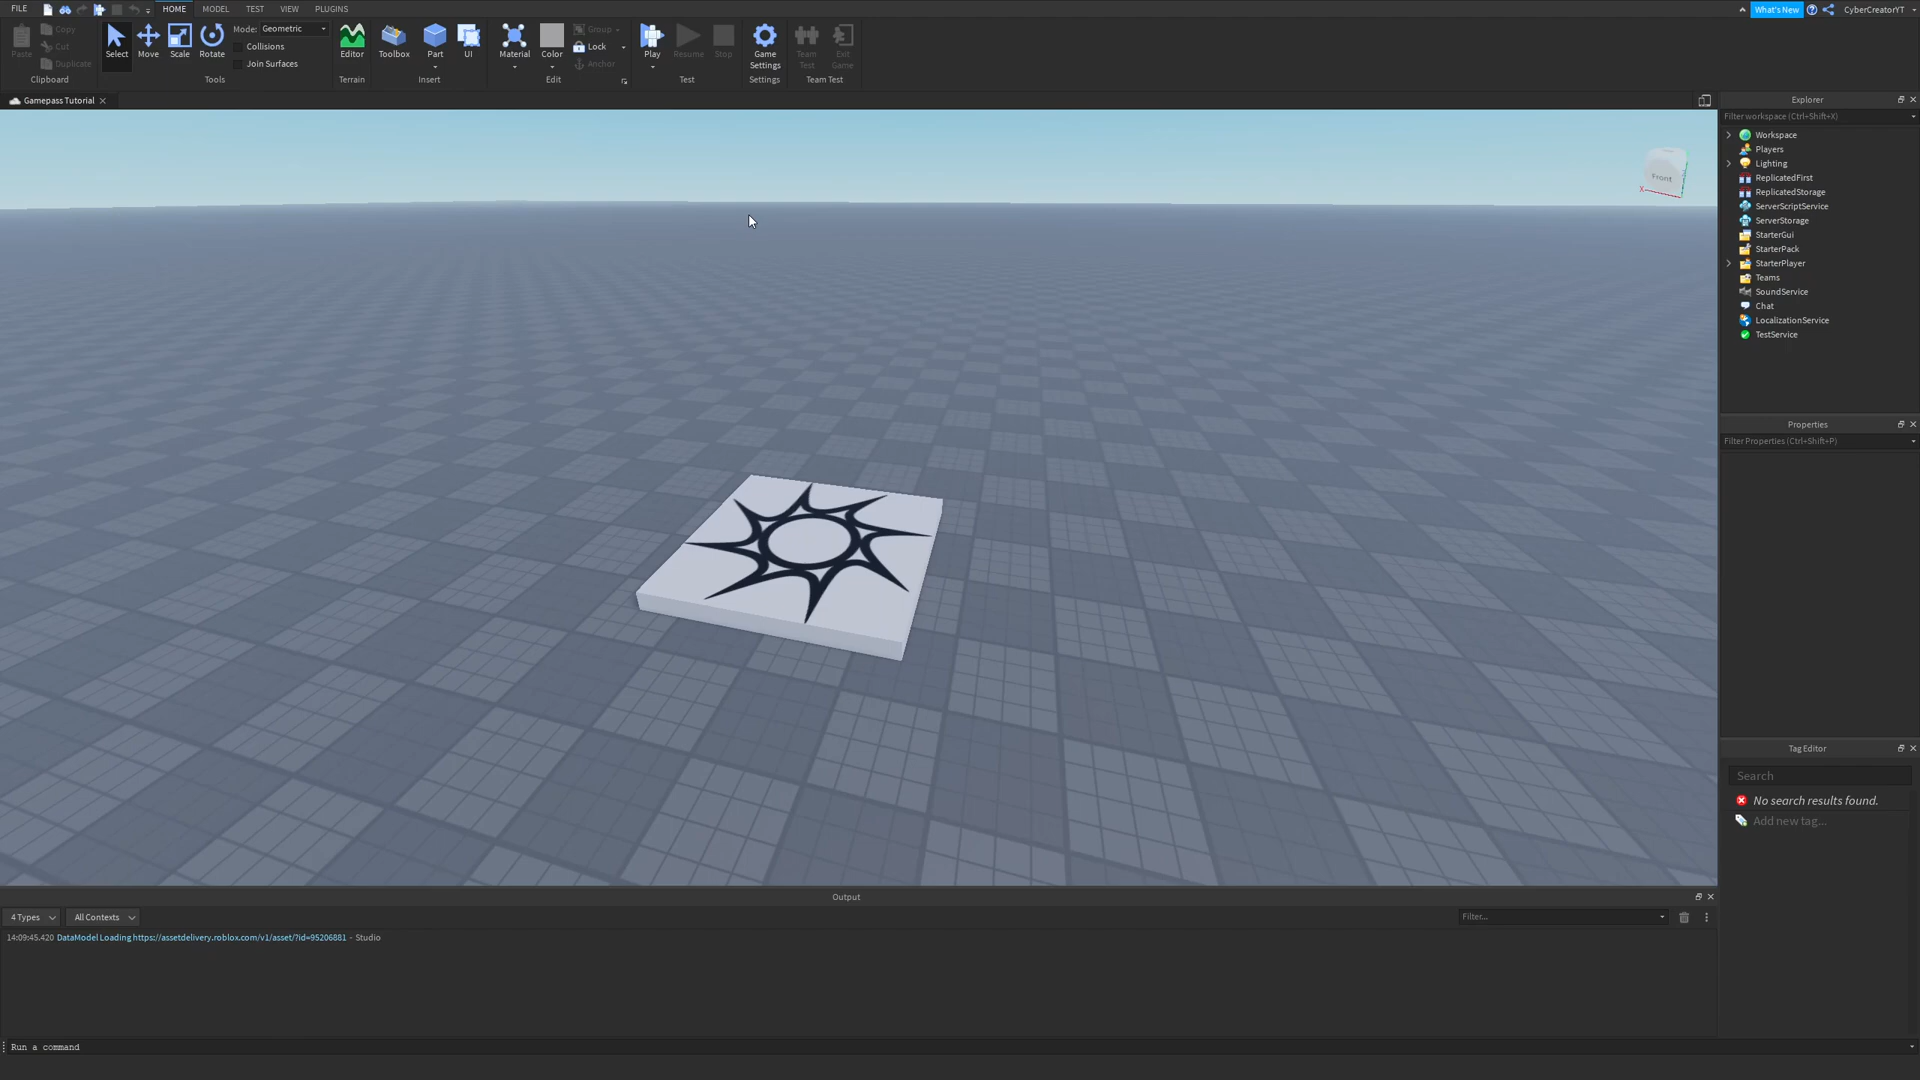 FILE HOME MODEL TEST VIEW PLUGINS What's New CyberCreatorYT
Paste Copy Cut Duplicate Select Move Scale Rotate Mode: Geometric Collisions Join Surfaces Editor Toolbox Part UI Material Color Group Lock Anchor Play Resume Stop Game Settings Team Test Exit Game
Clipboard Tools Terrain Insert Edit Test Settings Team Test
Gamepass Tutorial
Explorer
Filter workspace (Ctrl+Shift+X)
Workspace
Players
Lighting
ReplicatedFirst
ReplicatedStorage
ServerScriptService
ServerStorage
StarterGui
StarterPack
StarterPlayer
Teams
SoundService
Chat
LocalizationService
TestService
Front
X
Properties
Filter Properties (Ctrl+Shift+P)
Tag Editor
Search
No search results found.
Add new tag...
Output
4 Types All Contexts Filter...
14:09:45.420 DataModel Loading https://assetdelivery.roblox.com/v1/asset/?id=95206881 - Studio
Run a command